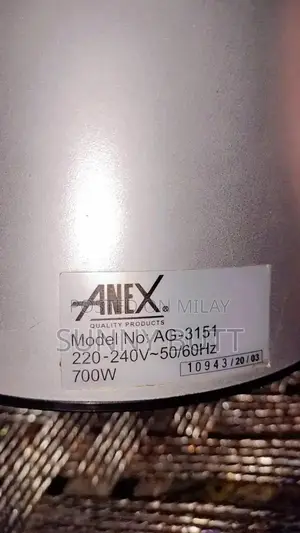 ANEX®
QUALITY PRODUCTS
Model No: AG-3151
220-240V~50/60Hz
700W
10943/20/03